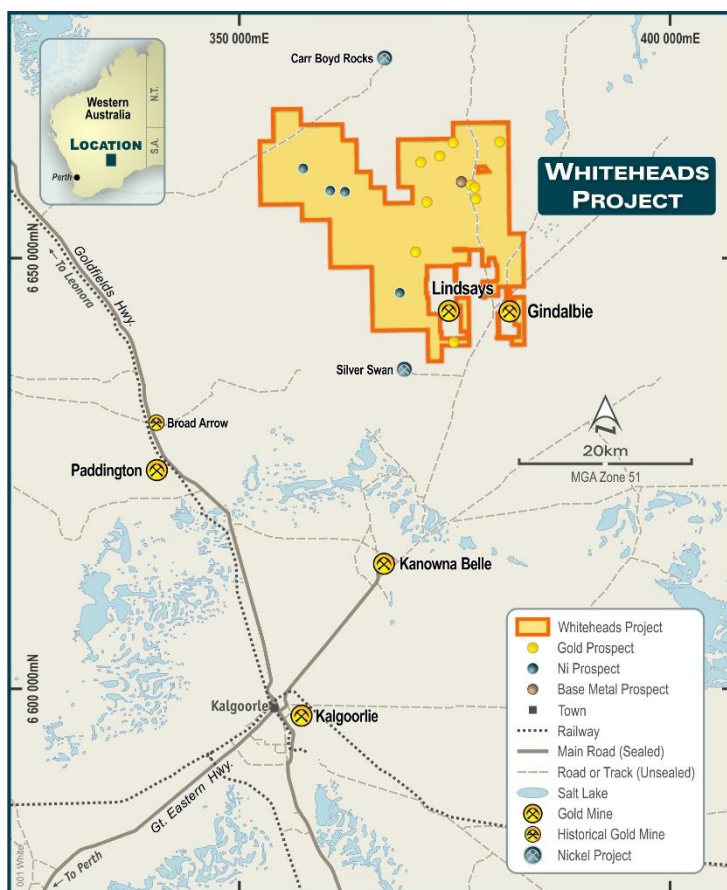 350 000mE
400 000mE
Carr Boyd Rocks
Western
Australia
N.T.
S.A.
LOCATION
Perth
WHITEHEADS
PROJECT
6 650 000mN
Goldfields Hwy.
To Leonora
Lindsays
Gindalbie
Silver Swan
Broad Arrow
Paddington
20km
MGA Zone 51
Kanowna Belle
6 600 000mN
Kalgoorle
Kalgoorlie
Gt. Eastern Hwy.
To Perth
001 White
Whiteheads Project
Gold Prospect
Ni Prospect
Base Metal Prospect
Town
Railway
Main Road (Sealed)
Road or Track (Unsealed)
Salt Lake
Gold Mine
Historical Gold Mine
Nickel Project